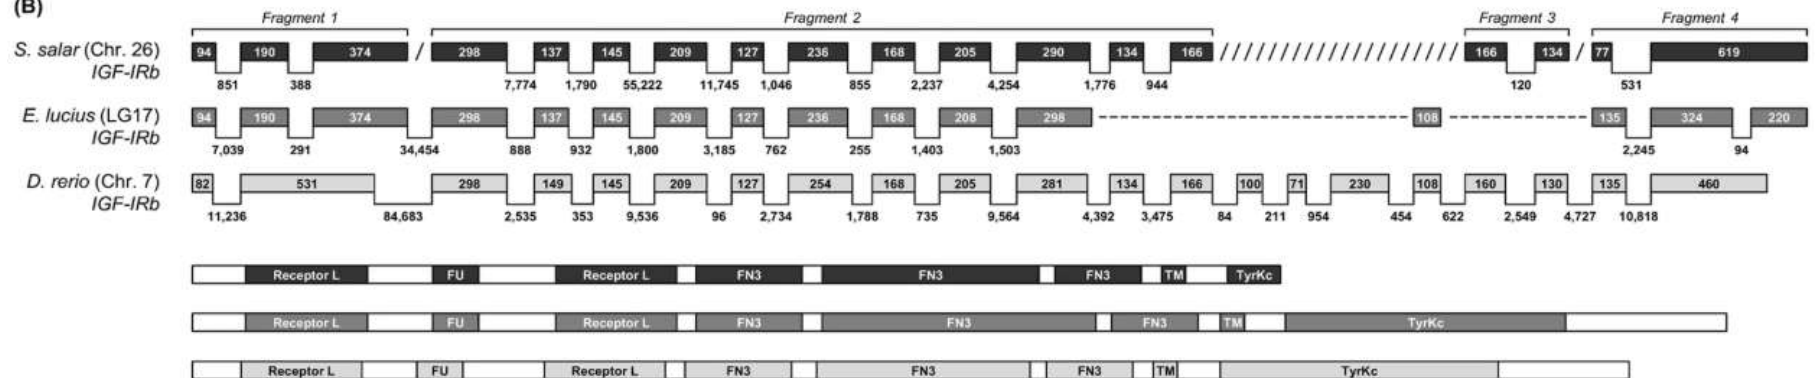 (B)
Fragment 1 Fragment 2 Fragment 3 Fragment 4
S. salar (Chr. 26) 94 190 374 / 298 137 145 209 127 236 168 205 290 134 166 / / / / / / / / / / / / / / / / / / / / 166 134 / 77 619
IGF-IRb 851 388 7,774 1,790 55,222 11,745 1,046 855 2,237 4,254 1,776 944 120 531
E. lucius (LG17) 94 190 374 298 137 145 209 127 236 168 208 298 108 135 324 220
IGF-IRb 7,039 291 34,454 888 932 1,800 3,185 762 255 1,403 1,503 2,245 94
D. rerio (Chr. 7) 82 531 298 149 145 209 127 254 168 205 281 134 166 100 71 230 108 160 130 135 460
IGF-IRb 11,236 84,683 2,535 353 9,536 96 2,734 1,788 735 9,564 4,392 3,475 84 211 954 454 622 2,549 4,727 10,818
Receptor L FU Receptor L FN3 FN3 FN3 TM TyrKc
Receptor L FU Receptor L FN3 FN3 FN3 TM TyrKc
Receptor L FU Receptor L FN3 FN3 FN3 TM TyrKc